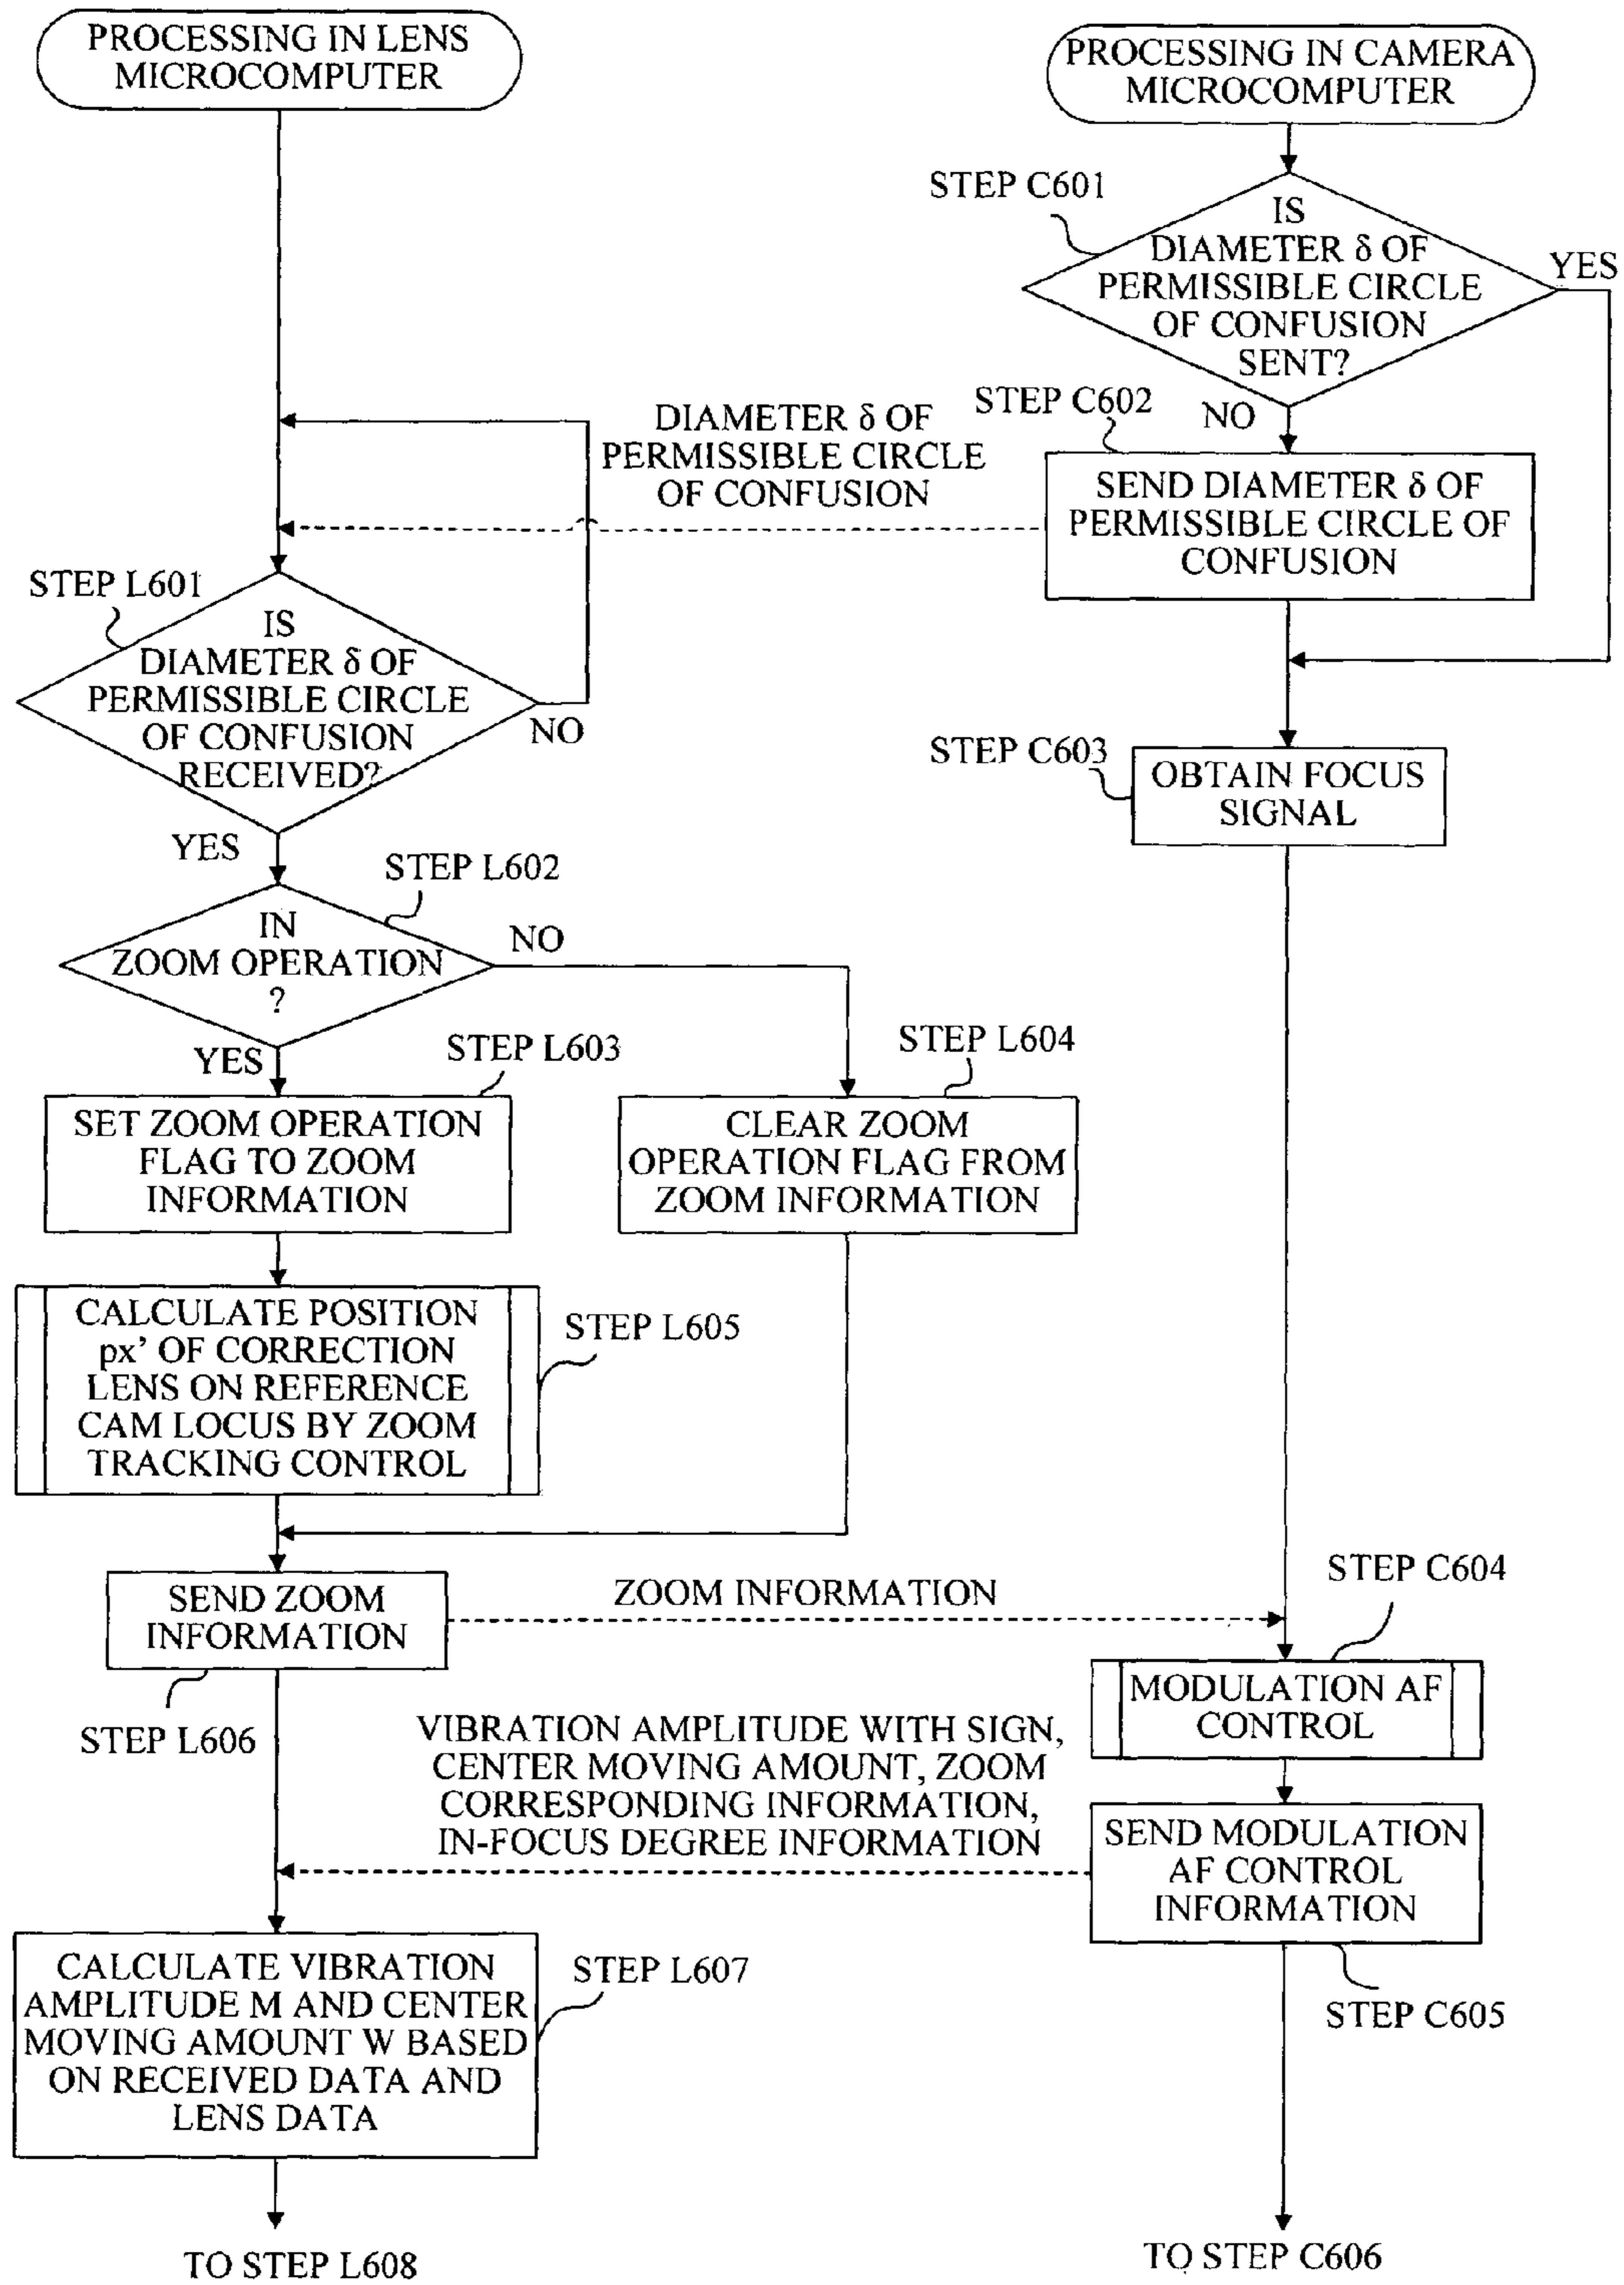 PROCESSING IN LENS
MICROCOMPUTER
PROCESSING IN CAMERA
MICROCOMPUTER
STEP C601
IS
DIAMETER δ OF
PERMISSIBLE CIRCLE
OF CONFUSION
SENT?
YES
NO
STEP C602
SEND DIAMETER δ OF
PERMISSIBLE CIRCLE OF
CONFUSION
DIAMETER δ OF
PERMISSIBLE CIRCLE
OF CONFUSION
STEP L601
IS
DIAMETER δ OF
PERMISSIBLE CIRCLE
OF CONFUSION
RECEIVED?
NO
YES
STEP C603
OBTAIN FOCUS
SIGNAL
STEP L602
IN
ZOOM OPERATION
?
NO
YES
STEP L603
SET ZOOM OPERATION
FLAG TO ZOOM
INFORMATION
STEP L604
CLEAR ZOOM
OPERATION FLAG FROM
ZOOM INFORMATION
CALCULATE POSITION
px’ OF CORRECTION
LENS ON REFERENCE
CAM LOCUS BY ZOOM
TRACKING CONTROL
STEP L605
SEND ZOOM
INFORMATION
STEP L606
ZOOM INFORMATION
STEP C604
MODULATION AF
CONTROL
VIBRATION AMPLITUDE WITH SIGN,
CENTER MOVING AMOUNT, ZOOM
CORRESPONDING INFORMATION,
IN-FOCUS DEGREE INFORMATION
SEND MODULATION
AF CONTROL
INFORMATION
STEP C605
CALCULATE VIBRATION
AMPLITUDE M AND CENTER
MOVING AMOUNT W BASED
ON RECEIVED DATA AND
LENS DATA
STEP L607
TO STEP L608
TO STEP C606